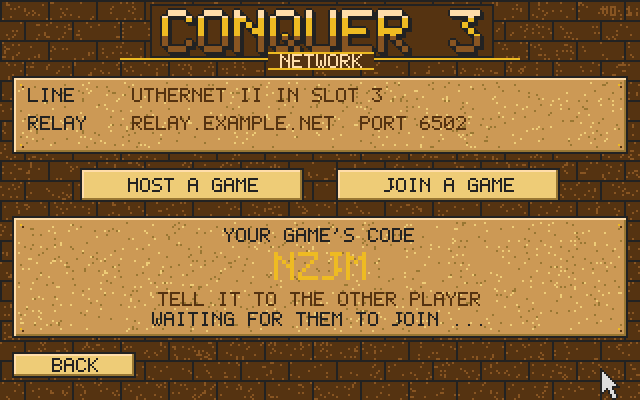 CONQUER 3
NETWORK
LINE UTHERNET II IN SLOT 3
RELAY RELAY.EXAMPLE.NET PORT 6502
HOST A GAME JOIN A GAME
YOUR GAME'S CODE
NZJM
TELL IT TO THE OTHER PLAYER
WAITING FOR THEM TO JOIN ...
BACK